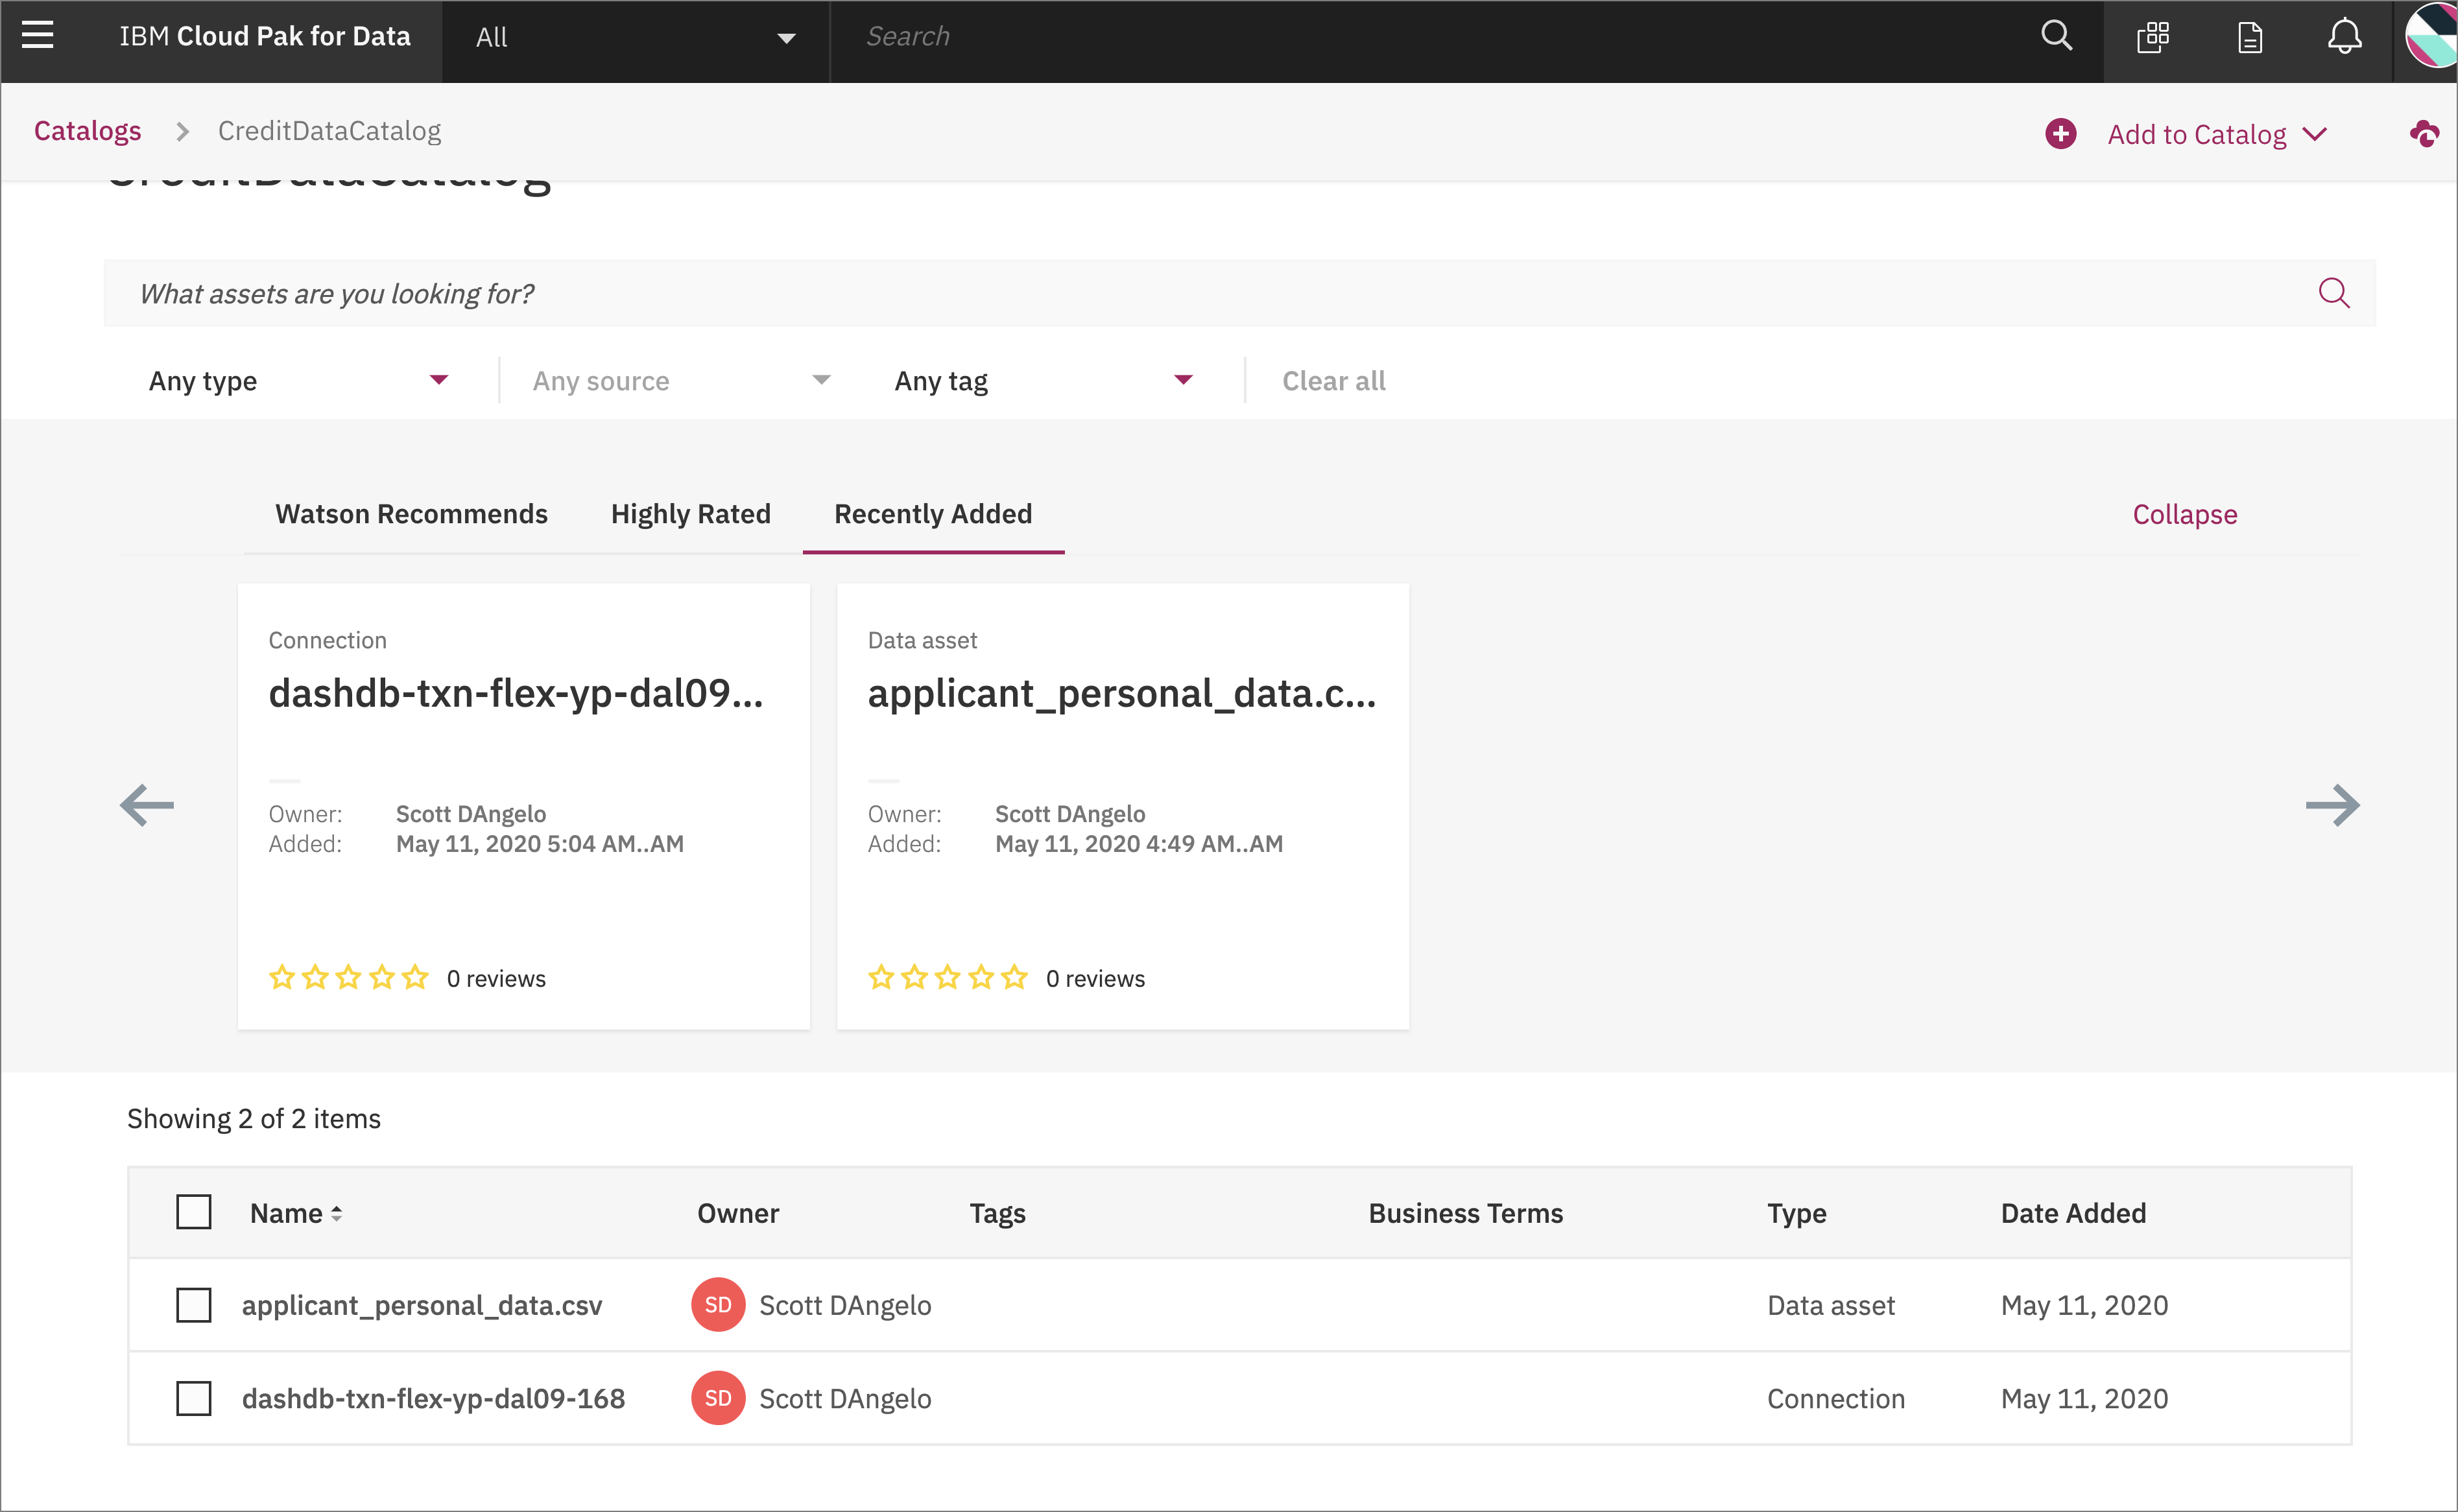 IBM Cloud Pak for Data All Search
Catalogs CreditDataCatalog Add to Catalog
CreditDataCatalog
What assets are you looking for?
Any type Any source Any tag Clear all
Watson Recommends Highly Rated Recently Added Collapse
Connection
dashdb-txn-flex-yp-dal09...
Owner: Scott DAngelo
Added: May 11, 2020 5:04 AM..AM
0 reviews
Data asset
applicant_personal_data.c...
Owner: Scott DAngelo
Added: May 11, 2020 4:49 AM..AM
0 reviews
Showing 2 of 2 items
Name Owner Tags Business Terms Type Date Added
applicant_personal_data.csv SD Scott DAngelo Data asset May 11, 2020
dashdb-txn-flex-yp-dal09-168 SD Scott DAngelo Connection May 11, 2020